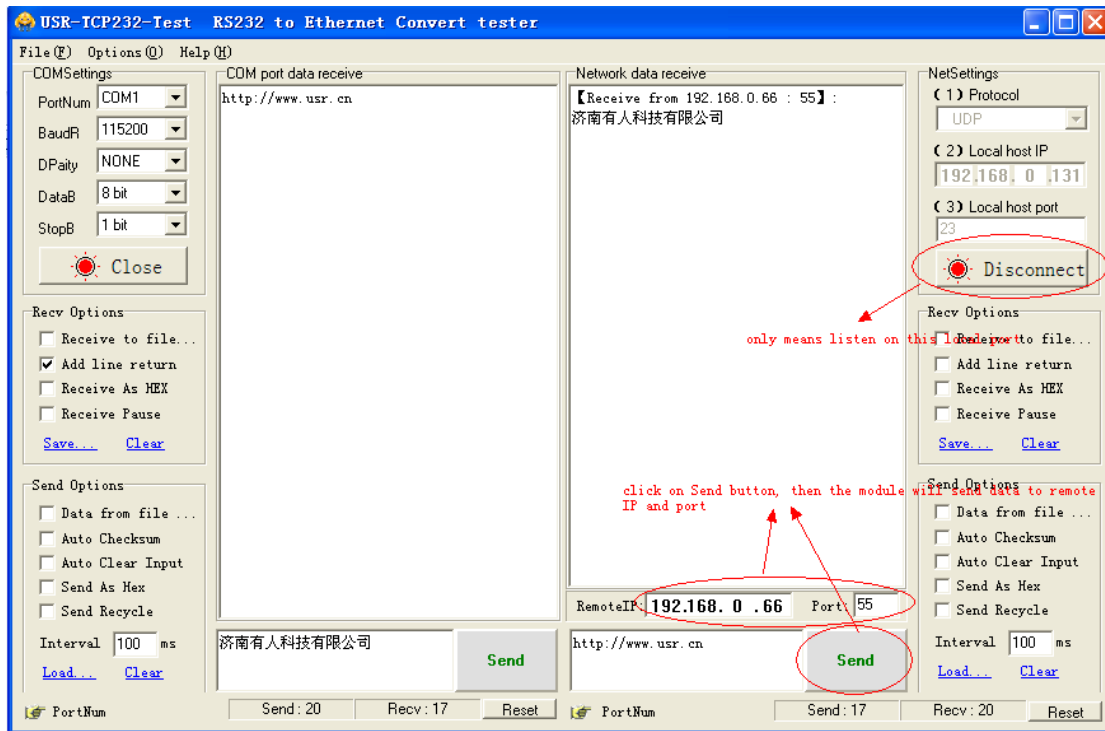 USR-TCP232-Test RS232 to Ethernet Convert tester
File(F) Options(O) Help(H)
COMSettings
PortNum COM1
BaudR 115200
DPaity NONE
DataB 8 bit
StopB 1 bit
Close
Recv Options
Receive to file...
Add line return
Receive As HEX
Receive Pause
Save... Clear
Send Options
Data from file ...
Auto Checksum
Auto Clear Input
Send As Hex
Send Recycle
Interval 100 ms
Load... Clear
COM port data receive
http://www.usr.cn
济南有人科技有限公司
Send
Network data receive
【Receive from 192.168.0.66 : 55】:
济南有人科技有限公司
only means listen on this local port
click on Send button, then the module will send data to remote
IP and port
RemoteIP: 192.168. 0 .66 Port: 55
http://www.usr.cn
Send
NetSettings
(1) Protocol
UDP
(2) Local host IP
192.168. 0 .131
(3) Local host port
23
Disconnect
Recv Options
Receive to file...
Add line return
Receive As HEX
Receive Pause
Save... Clear
Send Options
Data from file ...
Auto Checksum
Auto Clear Input
Send As Hex
Send Recycle
Interval 100 ms
Load... Clear
PortNum Send : 20 Recv : 17 Reset
PortNum Send : 17 Recv : 20 Reset